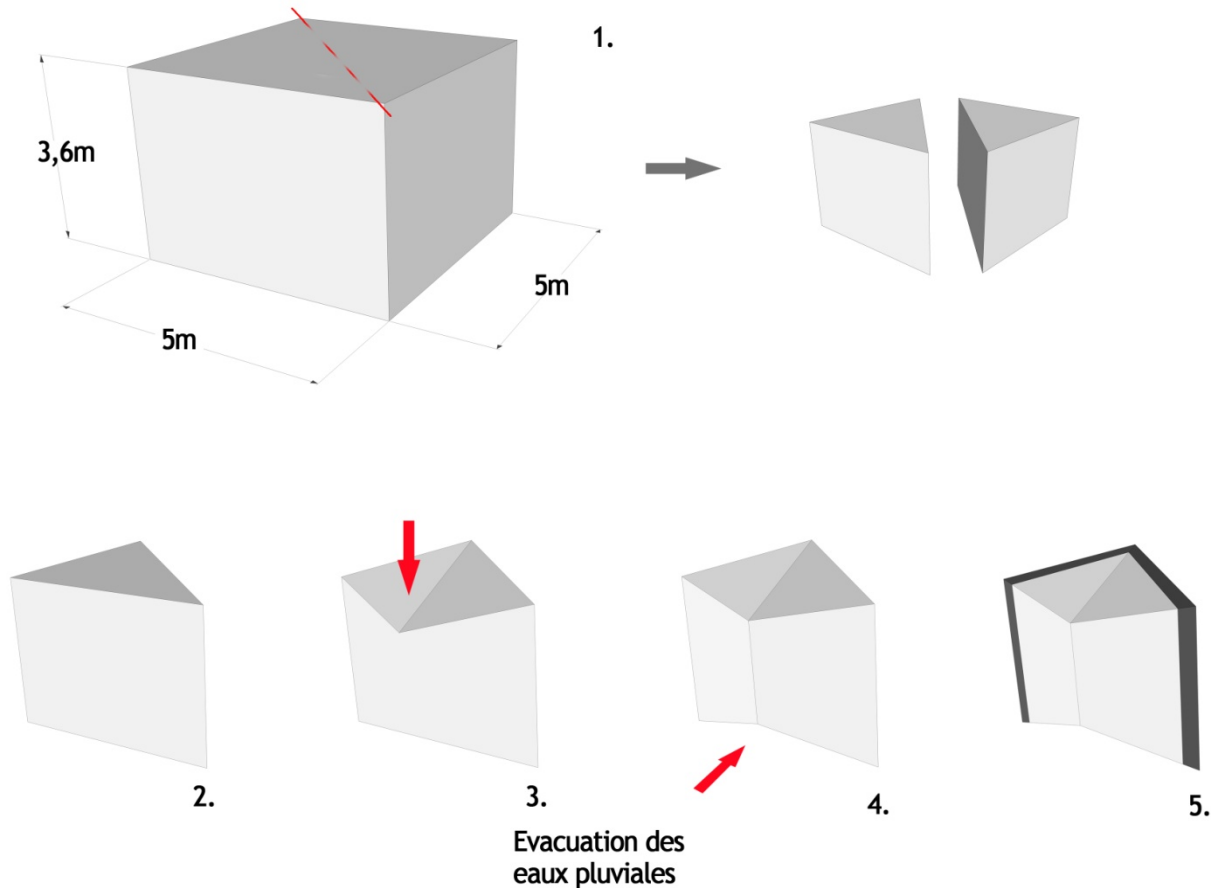 1.
3,6m
5m
5m
2.
3.
4.
5.
Evacuation des
eaux pluviales